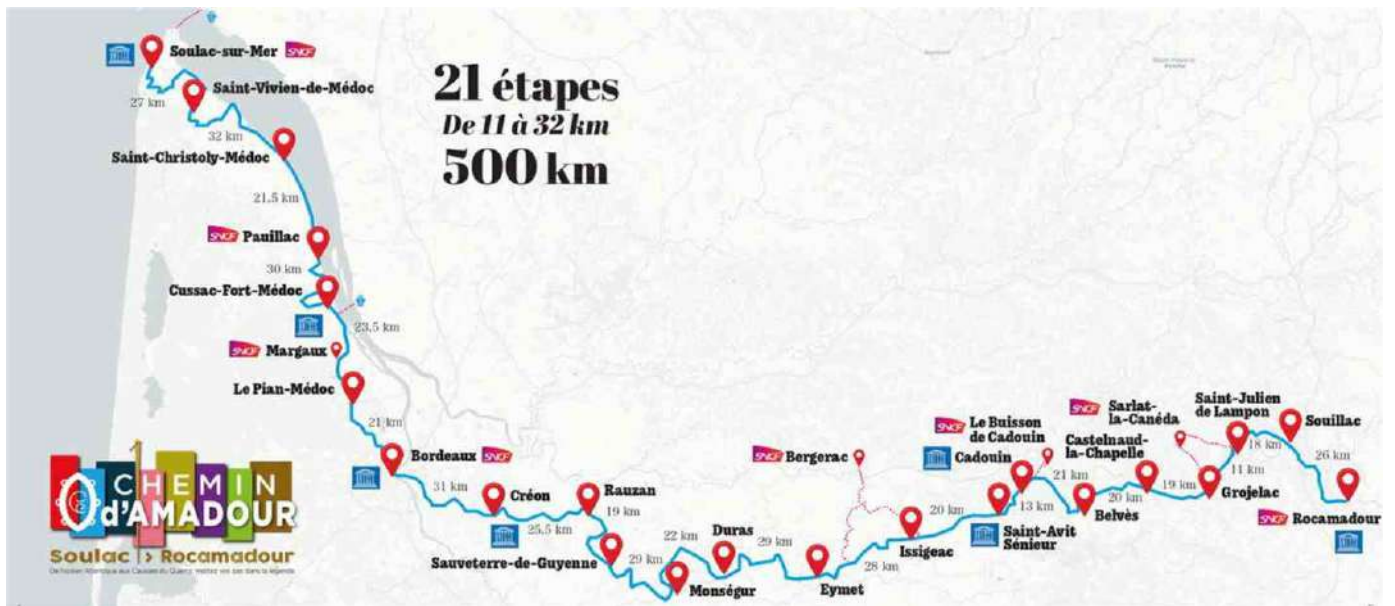 21 étapes
De 11 à 32 km
500 km
Soulac-sur-Mer
SNCF
27 km
Saint-Vivien-de-Médoc
32 km
Saint-Christoly-Médoc
21.5 km
SNCF
Pauillac
30 km
Cussac-Fort-Médoc
23.5 km
SNCF
Margaux
Le Pian-Médoc
21 km
Bordeaux
SNCF
31 km
Créon
25.5 km
Rauzan
19 km
Sauveterre-de-Guyenne
29 km
Monségur
22 km
Duras
29 km
Eymet
28 km
SNCF
Bergerac
Issigeac
20 km
Saint-Avit
Sénieur
13 km
SNCF
Le Buisson
de Cadouin
Cadouin
21 km
Belvès
20 km
Castelnaud-
la-Chapelle
19 km
SNCF
Sarlat-
la-Canéda
Grojelac
11 km
Saint-Julien
de Lampon
18 km
Souillac
26 km
SNCF
Rocamadour
CHEMIN
d'AMADOUR
Soulac > Rocamadour